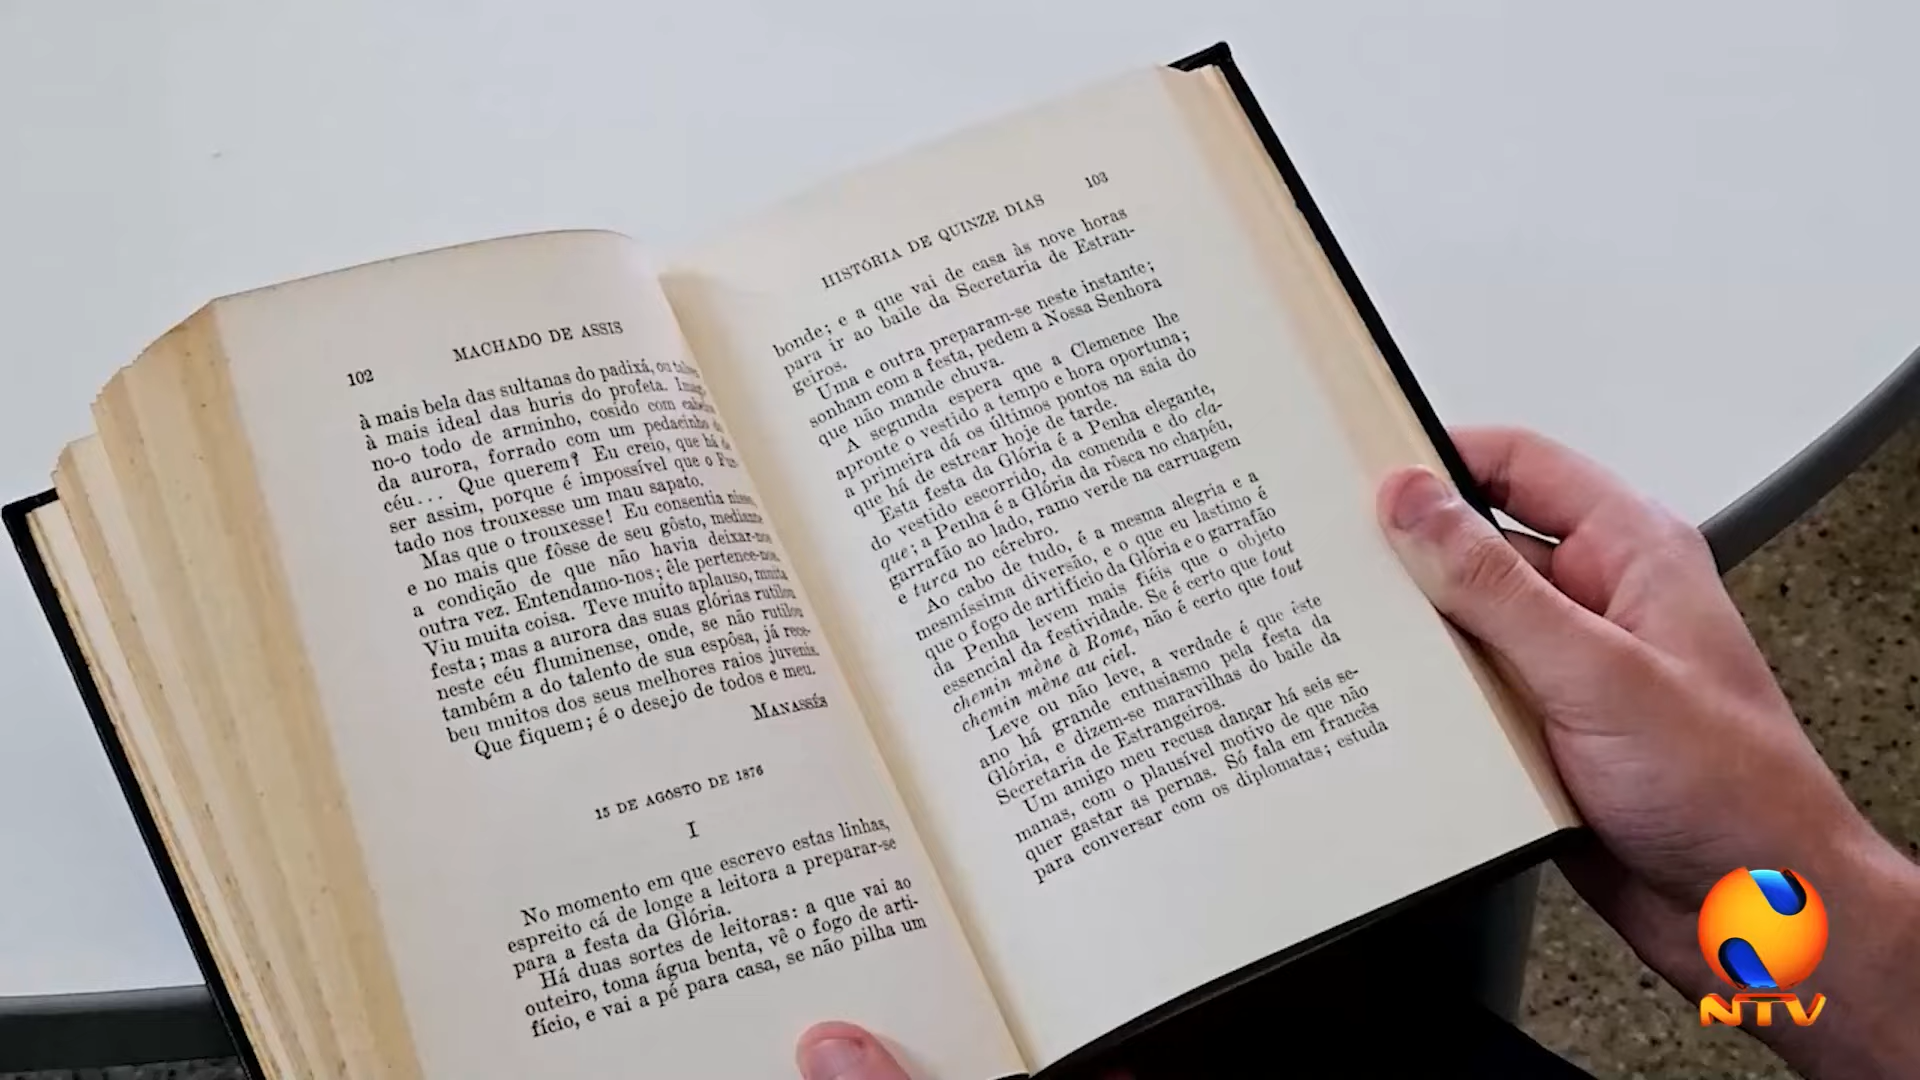 102
MACHADO DE ASSIS
à mais bela das sultanas do padixá, ou
à mais ideal das huris do profeta.
no-o todo de arminho, cosido com
da aurora, forrado com um pedacinho
céu... Que querem? Eu creio, que há
ser assim, porque é impossível que o
tado nos trouxesse um mau sapato.
Mas que o trouxesse! Eu consentia
e no mais que fôsse de seu gôsto,
a condição de que não havia deixar-nos
outra vez. Entendamo-nos; êle pertence-nos.
Viu muita coisa. Teve muito aplauso, muita
festa; mas a aurora das suas glórias rutilou
neste céu fluminense, onde, se não rutilou
também a do talento de sua espôsa, já rece-
beu muitos dos seus melhores raios juvenis.
Que fiquem; é o desejo de todos e meu.
MANASSÉS
15 DE AGÔSTO DE 1876
I
No momento em que escrevo estas linhas,
espreito cá de longe a leitora a preparar-se
para a festa da Glória.
Há duas sortes de leitoras: a que vai ao
outeiro, toma água benta, vê o fogo de arti-
fício, e vai a pé para casa, se não pilha um
HISTÓRIA DE QUINZE DIAS
103
bonde; e a que vai de casa às nove horas
para ir ao baile da Secretaria de Estran-
geiros.
Uma e outra preparam-se neste instante;
sonham com a festa, pedem a Nossa Senhora
que não mande chuva.
A segunda espera que a Clemence lhe
apronte o vestido a tempo e hora oportuna;
a primeira dá os últimos pontos na saia do
que há de estrear hoje de tarde.
Esta festa da Glória é a Penha elegante,
do vestido escorrido, da comenda e do cla-
que; a Penha é a Glória da rôsca no chapéu,
garrafão ao lado, ramo verde na carruagem
e turca no cérebro.
Ao cabo de tudo, é a mesma alegria e a
mesmíssima diversão, e o que eu lastimo é
que o fogo de artifício da Glória e o garrafão
da Penha levem mais fiéis que o objeto
essencial da festividade. Se é certo que tout
chemin mène à Rome, não é certo que tout
chemin mène au ciel.
Leve ou não leve, a verdade é que êste
ano há grande entusiasmo pela festa da
Glória, e dizem-se maravilhas do baile da
Secretaria de Estrangeiros.
Um amigo meu recusa dançar há seis se-
manas, com o plausível motivo de que não
quer gastar as pernas. Só fala em francês
para conversar com os diplomatas; estuda
NTV